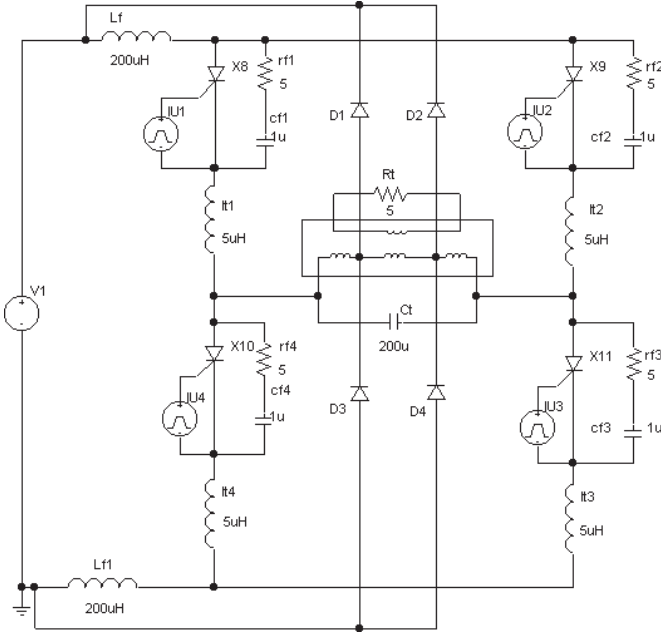 Lf
200uH
X8
rf1
5
IU1
cf1
1u
D1
D2
X9
rf2
5
IU2
cf2
1u
Rt
5
lt1
5uH
lt2
5uH
V1
Ct
200u
X10
rf4
5
cf4
IU4
1u
D3
D4
X11
rf3
5
IU3
cf3
1u
lt4
5uH
lt3
5uH
Lf1
200uH